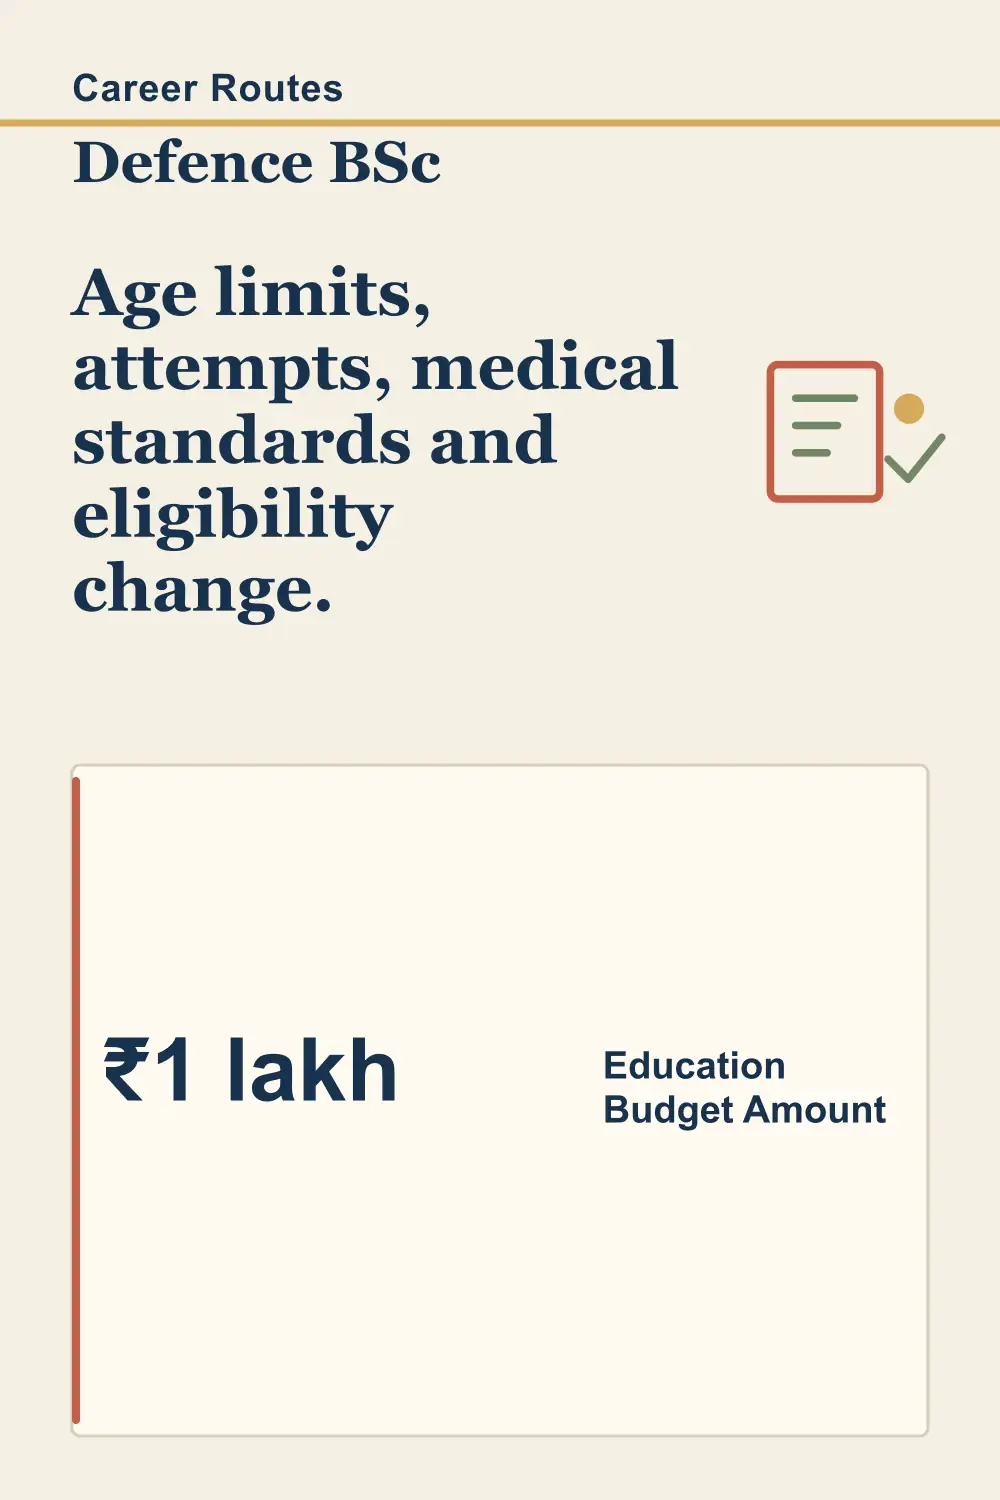 Career Routes
Defence BSc
Age limits,
attempts, medical
standards and
eligibility
change.
₹1 lakh
Education
Budget Amount